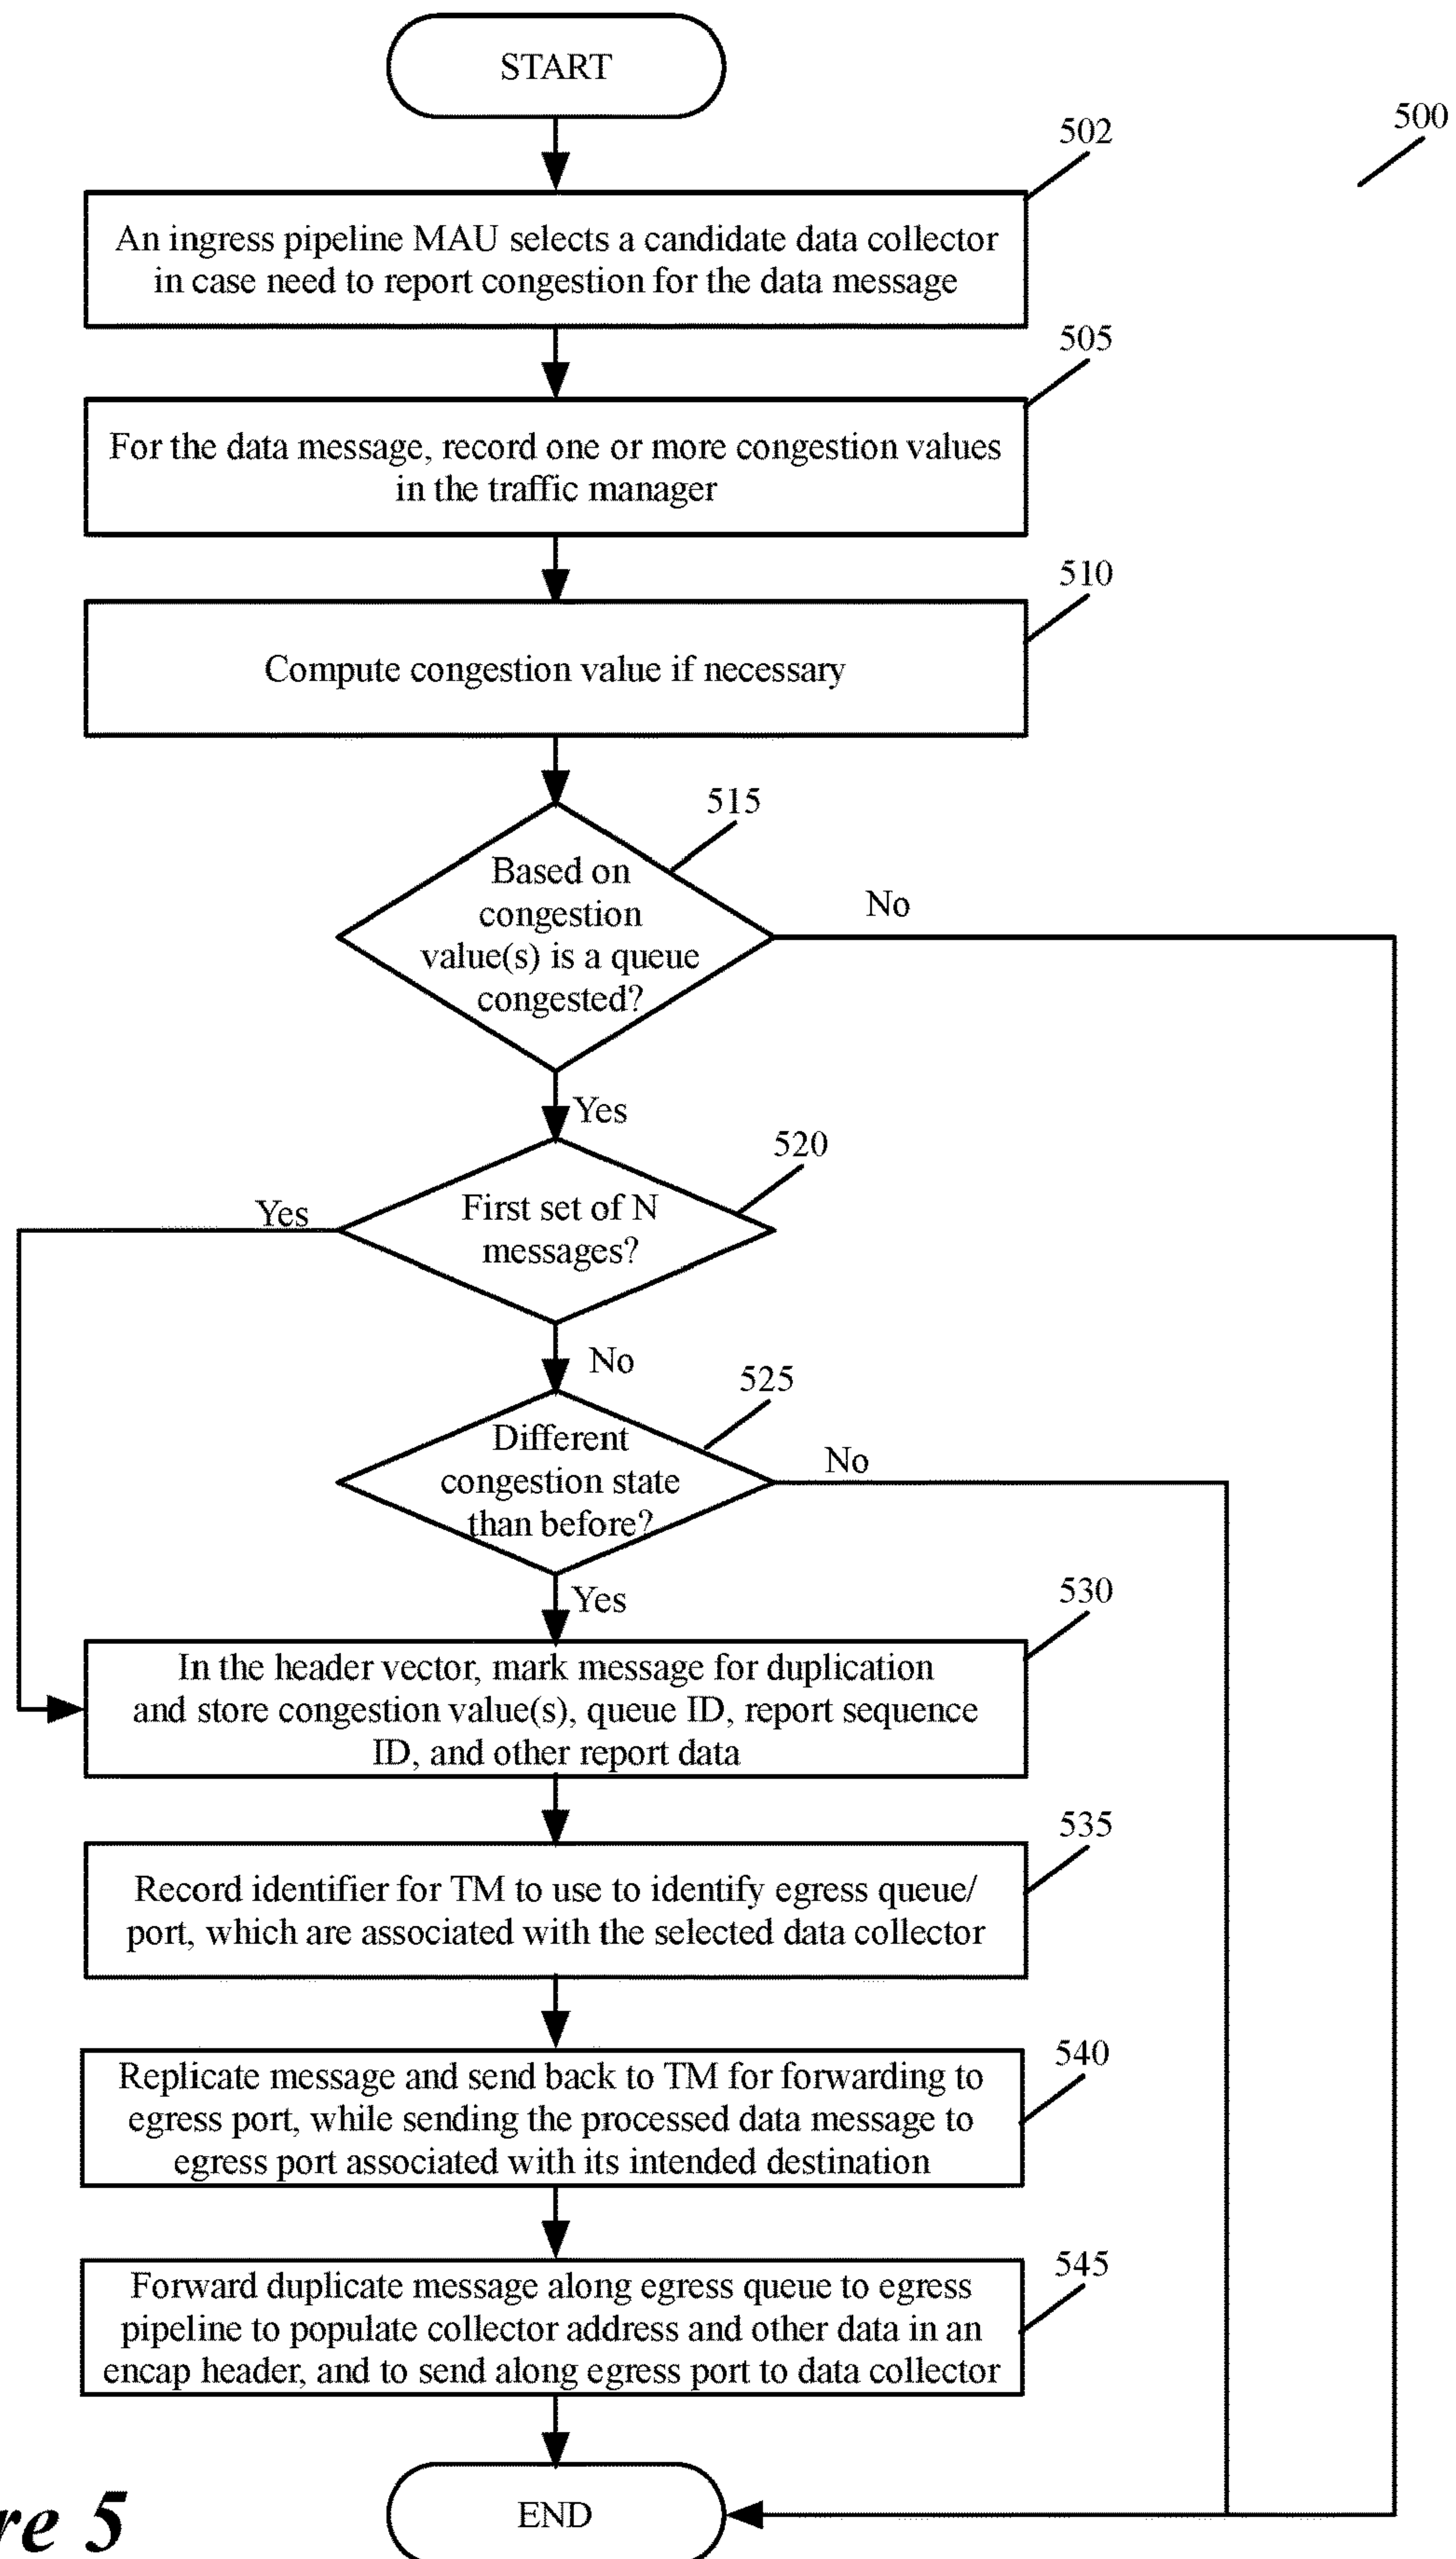 START
500
502
An ingress pipeline MAU selects a candidate data collector
in case need to report congestion for the data message
505
For the data message, record one or more congestion values
in the traffic manager
510
Compute congestion value if necessary
515
Based on
congestion
value(s) is a queue
congested?
No
Yes
520
First set of N
messages?
Yes
No
525
Different
congestion state
than before?
No
Yes
530
In the header vector, mark message for duplication
and store congestion value(s), queue ID, report sequence
ID, and other report data
535
Record identifier for TM to use to identify egress queue/
port, which are associated with the selected data collector
540
Replicate message and send back to TM for forwarding to
egress port, while sending the processed data message to
egress port associated with its intended destination
545
Forward duplicate message along egress queue to egress
pipeline to populate collector address and other data in an
encap header, and to send along egress port to data collector
END
re 5